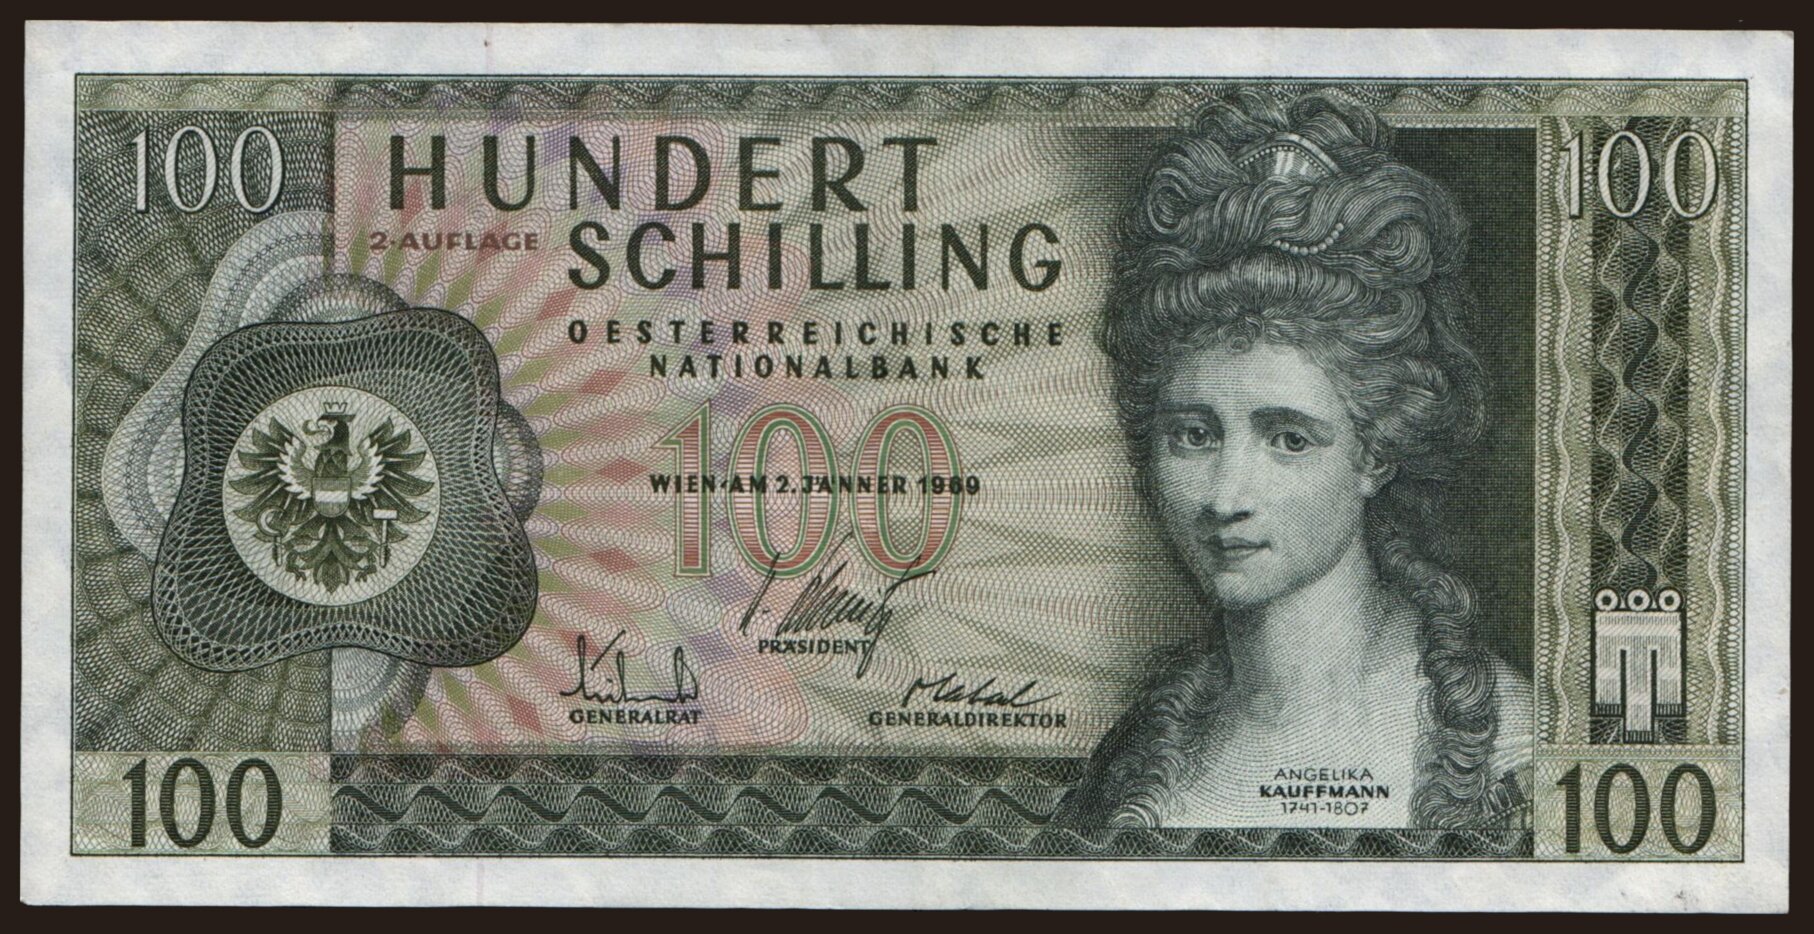 100
HUNDERT
100
2·AUFLAGE
SCHILLING
OESTERREICHISCHE
NATIONALBANK
100
WIEN·AM 2. JÄNNER 1969
PRÄSIDENT
GENERALRAT
GENERALDIREKTOR
ANGELIKA
KAUFFMANN
1741-1807
100
100